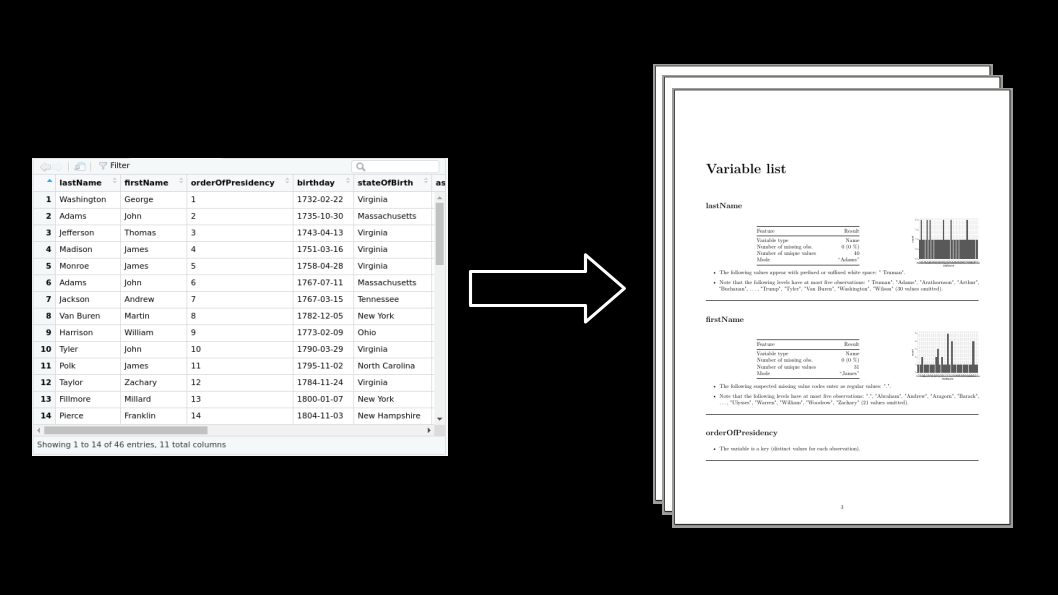 Filter
lastName firstName orderOfPresidency birthday stateOfBirth as
1 Washington George 1 1732-02-22 Virginia
2 Adams John 2 1735-10-30 Massachusetts
3 Jefferson Thomas 3 1743-04-13 Virginia
4 Madison James 4 1751-03-16 Virginia
5 Monroe James 5 1758-04-28 Virginia
6 Adams John 6 1767-07-11 Massachusetts
7 Jackson Andrew 7 1767-03-15 Tennessee
8 Van Buren Martin 8 1782-12-05 New York
9 Harrison William 9 1773-02-09 Ohio
10 Tyler John 10 1790-03-29 Virginia
11 Polk James 11 1795-11-02 North Carolina
12 Taylor Zachary 12 1784-11-24 Virginia
13 Fillmore Millard 13 1800-01-07 New York
14 Pierce Franklin 14 1804-11-03 New Hampshire
Showing 1 to 14 of 46 entries, 11 total columns
Variable list
lastName
Feature Result
Variable type Name
Number of missing obs. 0 (0 %)
Number of unique values 40
Mode "Adams"
• The following values appear with prefixed or suffixed white space: " Truman".
• Note that the following levels have at most five observations: " Truman", "Adams", "Arathornson", "Arthur",
"Buchanan", ..., "Trump", "Tyler", "Van Buren", "Washington", "Wilson" (30 values omitted).
firstName
Feature Result
Variable type Name
Number of missing obs. 0 (0 %)
Number of unique values 31
Mode "James"
• The following suspected missing value codes enter as regular values: ".".
• Note that the following levels have at most five observations: ".", "Abraham", "Andrew", "Aragorn", "Barack",
..., "Ulysses", "Warren", "William", "Woodrow", "Zachary" (21 values omitted).
orderOfPresidency
• The variable is a key (distinct values for each observation).